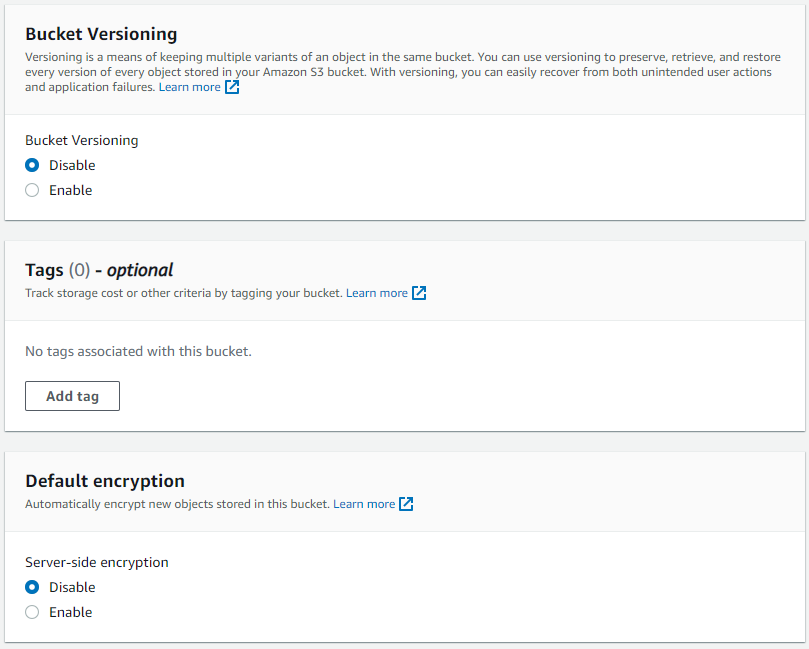 Bucket Versioning
Versioning is a means of keeping multiple variants of an object in the same bucket. You can use versioning to preserve, retrieve, and restore
every version of every object stored in your Amazon S3 bucket. With versioning, you can easily recover from both unintended user actions
and application failures. Learn more
Bucket Versioning
Disable
Enable
Tags (0) - optional
Track storage cost or other criteria by tagging your bucket. Learn more
No tags associated with this bucket.
Add tag
Default encryption
Automatically encrypt new objects stored in this bucket. Learn more
Server-side encryption
Disable
Enable